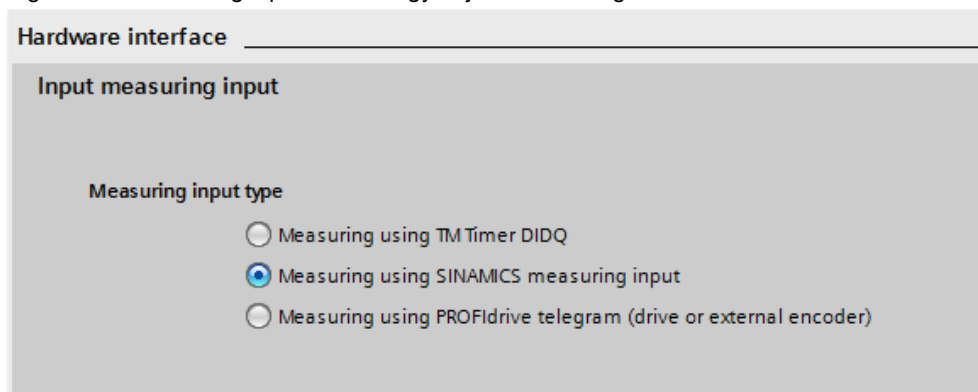 Hardware interface
Input measuring input
Measuring input type
Measuring using TM Timer DIDQ
Measuring using SINAMICS measuring input
Measuring using PROFIdrive telegram (drive or external encoder)